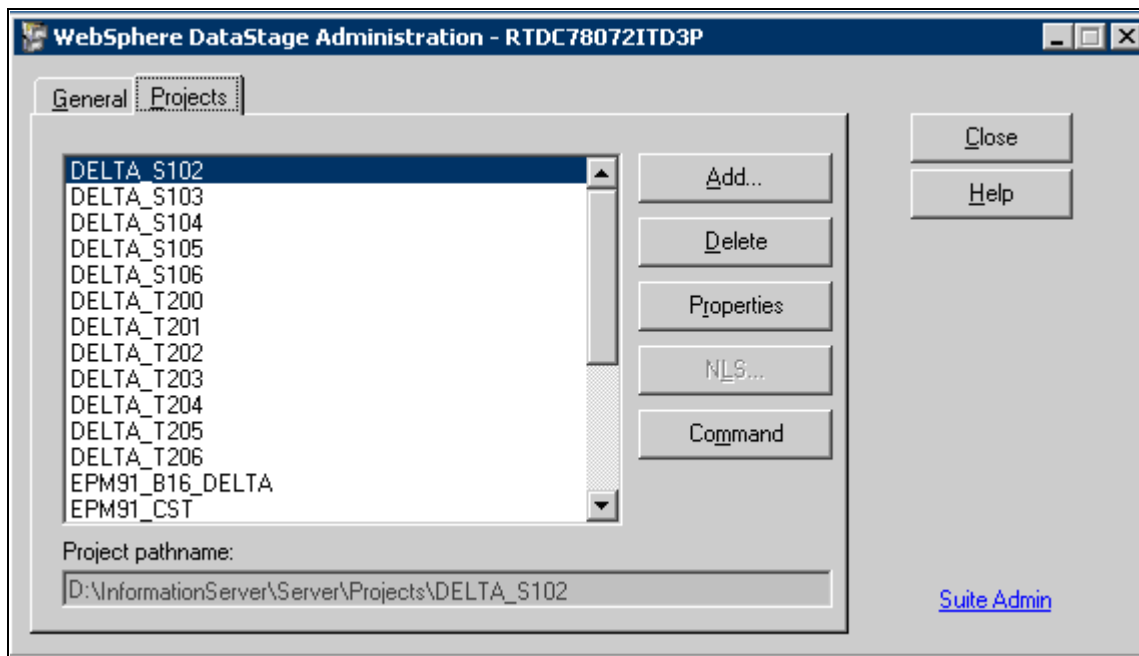 WebSphere DataStage Administration - RTDC78072ITD3P
General Projects
DELTA_S102
DELTA_S103
DELTA_S104
DELTA_S105
DELTA_S106
DELTA_T200
DELTA_T201
DELTA_T202
DELTA_T203
DELTA_T204
DELTA_T205
DELTA_T206
EPM91_B16_DELTA
EPM91_CST
Add...
Delete
Properties
NLS...
Command
Close
Help
Project pathname:
D:\InformationServer\Server\Projects\DELTA_S102
Suite Admin